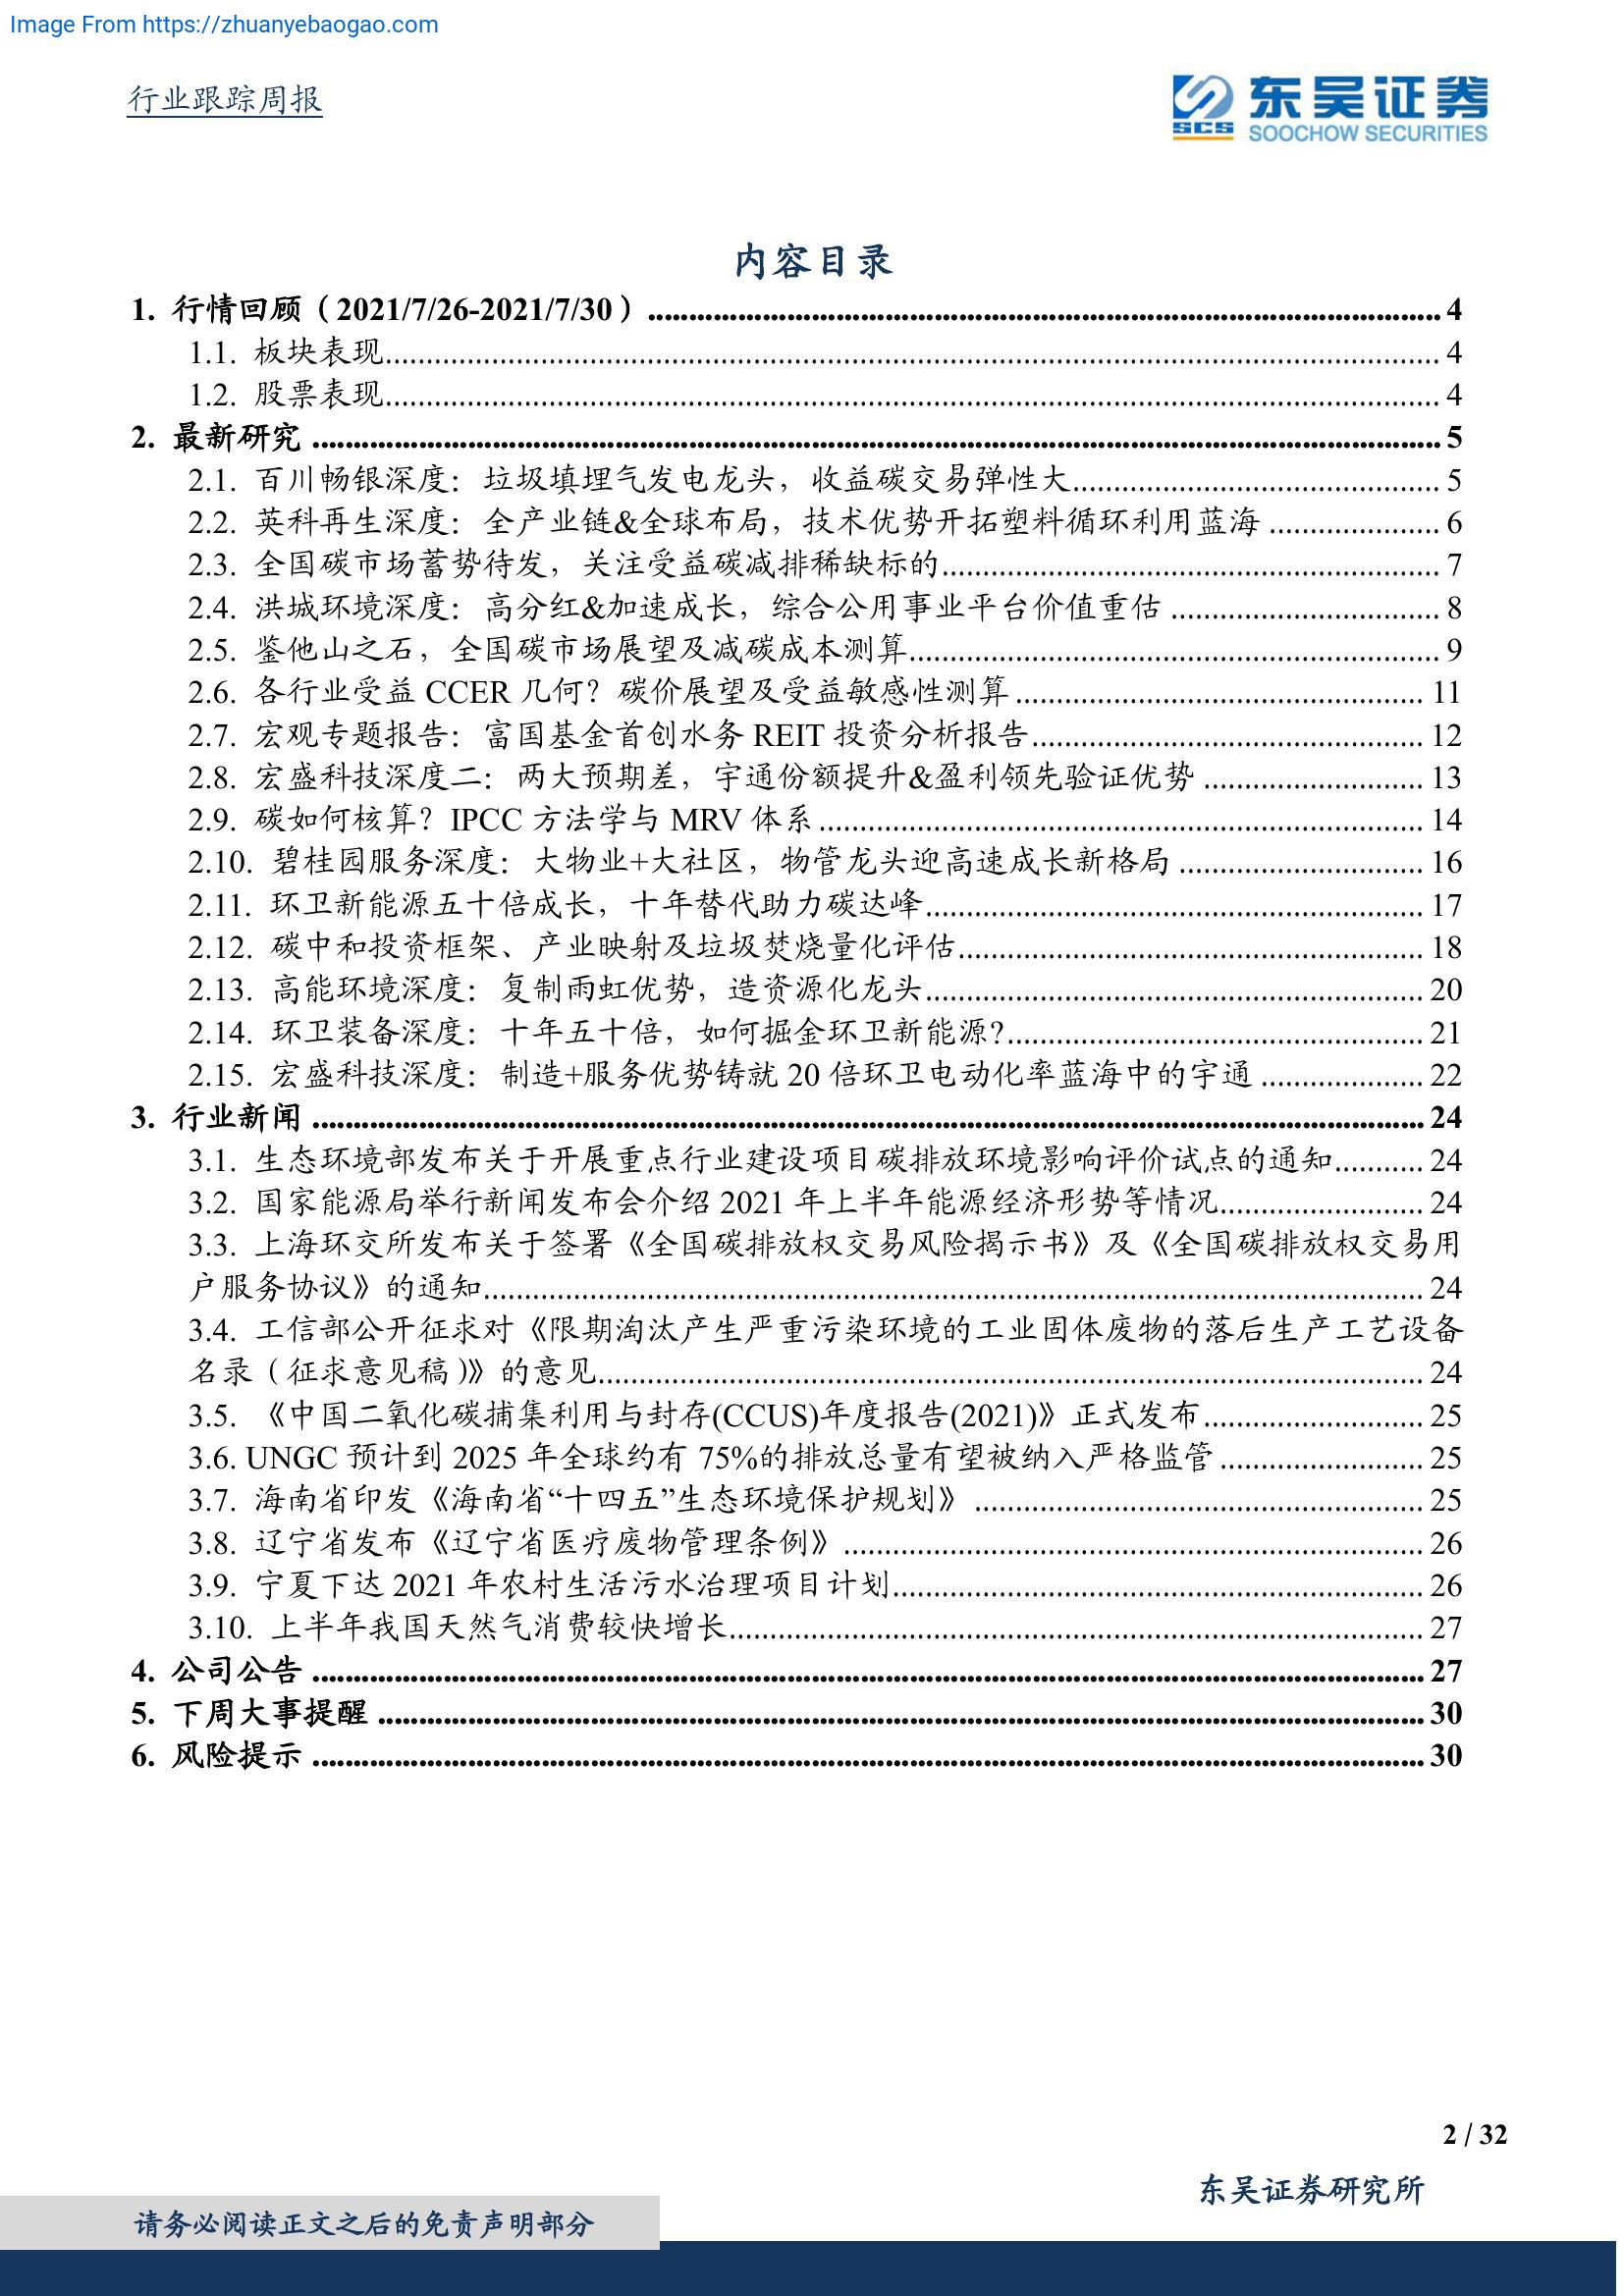 Image From https://zhuanyebaogao.com
行业跟踪周报
SCS
东吴证券
SOOCHOW SECURITIES
内容目录
1. 行情回顾（2021/7/26-2021/7/30）........ 4
1.1. 板块表现........ 4
1.2. 股票表现........ 4
2. 最新研究........ 5
2.1. 百川畅银深度：垃圾填埋气发电龙头，收益碳交易弹性大........ 5
2.2. 英科再生深度：全产业链&全球布局，技术优势开拓塑料循环利用蓝海........ 6
2.3. 全国碳市场蓄势待发，关注受益碳减排稀缺标的........ 7
2.4. 洪城环境深度：高分红&加速成长，综合公用事业平台价值重估........ 8
2.5. 鉴他山之石，全国碳市场展望及减碳成本测算........ 9
2.6. 各行业受益 CCER 几何？碳价展望及受益敏感性测算........ 11
2.7. 宏观专题报告：富国基金首创水务 REIT 投资分析报告........ 12
2.8. 宏盛科技深度二：两大预期差，宇通份额提升&盈利领先验证优势........ 13
2.9. 碳如何核算？IPCC 方法学与 MRV 体系........ 14
2.10. 碧桂园服务深度：大物业+大社区，物管龙头迎高速成长新格局........ 16
2.11. 环卫新能源五十倍成长，十年替代助力碳达峰........ 17
2.12. 碳中和投资框架、产业映射及垃圾焚烧量化评估........ 18
2.13. 高能环境深度：复制雨虹优势，造资源化龙头........ 20
2.14. 环卫装备深度：十年五十倍，如何掘金环卫新能源?........ 21
2.15. 宏盛科技深度：制造+服务优势铸就 20 倍环卫电动化率蓝海中的宇通........ 22
3. 行业新闻........ 24
3.1. 生态环境部发布关于开展重点行业建设项目碳排放环境影响评价试点的通知........ 24
3.2. 国家能源局举行新闻发布会介绍 2021 年上半年能源经济形势等情况........ 24
3.3. 上海环交所发布关于签署《全国碳排放权交易风险揭示书》及《全国碳排放权交易用
户服务协议》的通知........ 24
3.4. 工信部公开征求对《限期淘汰产生严重污染环境的工业固体废物的落后生产工艺设备
名录（征求意见稿)》的意见........ 24
3.5. 《中国二氧化碳捕集利用与封存(CCUS)年度报告(2021)》正式发布........ 25
3.6. UNGC 预计到 2025 年全球约有 75%的排放总量有望被纳入严格监管........ 25
3.7. 海南省印发《海南省“十四五”生态环境保护规划》........ 25
3.8. 辽宁省发布《辽宁省医疗废物管理条例》........ 26
3.9. 宁夏下达 2021 年农村生活污水治理项目计划........ 26
3.10. 上半年我国天然气消费较快增长........ 27
4. 公司公告........ 27
5. 下周大事提醒........ 30
6. 风险提示........ 30
2 / 32
东吴证券研究所
请务必阅读正文之后的免责声明部分